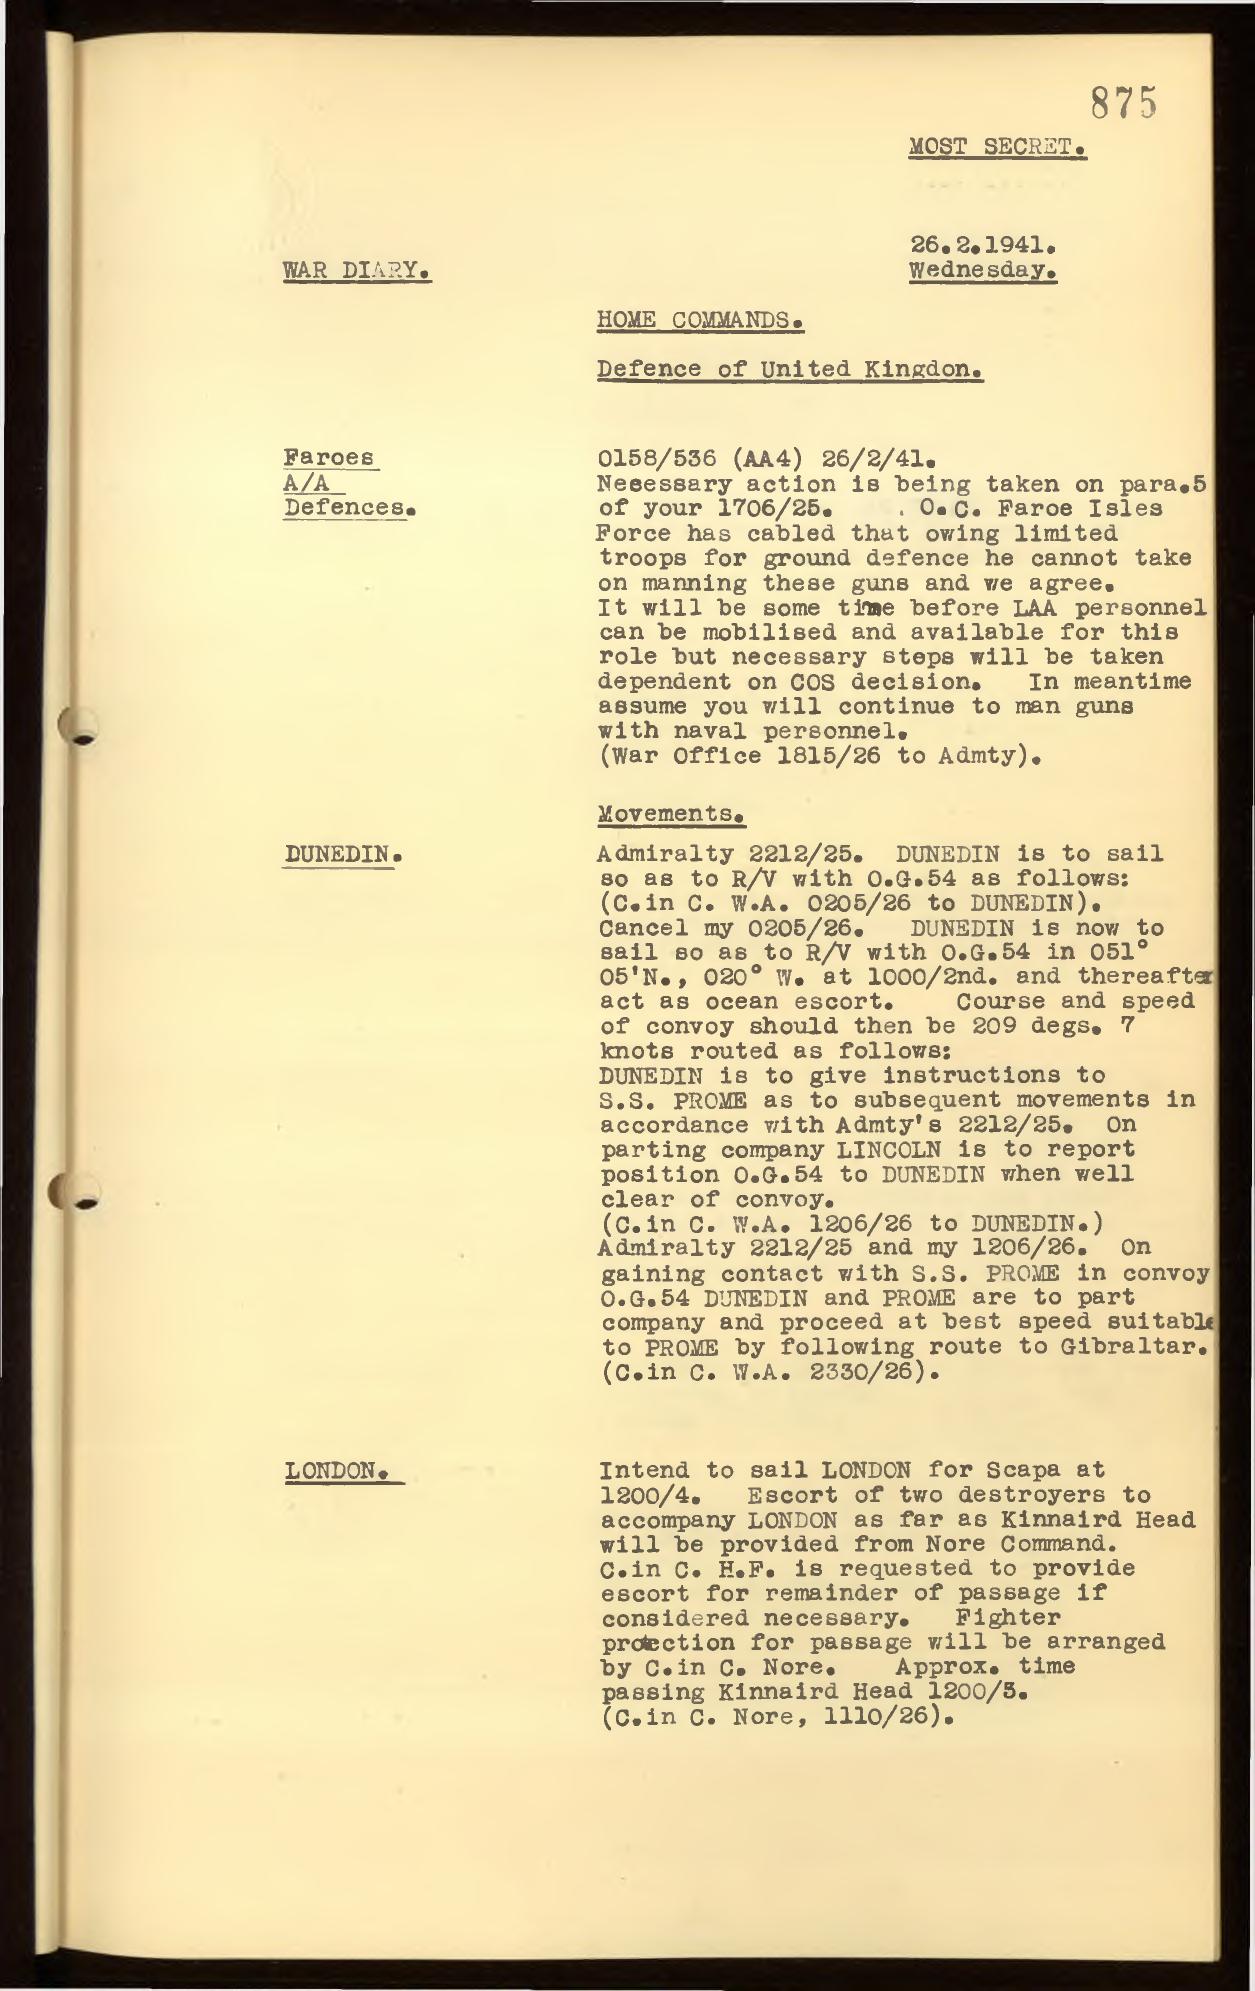 875
MOST SECRET.
26.2.1941.
WAR DIARY.
Wednesday.
HOME COMMANDS.
Defence of United Kingdon.
Faroes
A/A
Defences.
0158/536 (AA4) 26/2/41.
Necessary action is being taken on para.5
of your 1706/25. . O.C. Faroe Isles
Force has cabled that owing limited
troops for ground defence he cannot take
on manning these guns and we agree.
It will be some time before LAA personnel
can be mobilised and available for this
role but necessary steps will be taken
dependent on COS decision. In meantime
assume you will continue to man guns
with naval personnel.
(War Office 1815/26 to Admty).
Movements.
DUNEDIN.
Admiralty 2212/25. DUNEDIN is to sail
so as to R/V with O.G.54 as follows:
(C.in C. W.A. 0205/26 to DUNEDIN).
Cancel my 0205/26. DUNEDIN is now to
sail so as to R/V with O.G.54 in 051°
05'N., 020° W. at 1000/2nd. and thereafter
act as ocean escort. Course and speed
of convoy should then be 209 degs. 7
knots routed as follows:
DUNEDIN is to give instructions to
S.S. PROME as to subsequent movements in
accordance with Admty's 2212/25. On
parting company LINCOLN is to report
position O.G.54 to DUNEDIN when well
clear of convoy.
(C.in C. W.A. 1206/26 to DUNEDIN.)
Admiralty 2212/25 and my 1206/26. On
gaining contact with S.S. PROME in convoy
O.G.54 DUNEDIN and PROME are to part
company and proceed at best speed suitable
to PROME by following route to Gibraltar.
(C.in C. W.A. 2330/26).
LONDON.
Intend to sail LONDON for Scapa at
1200/4. Escort of two destroyers to
accompany LONDON as far as Kinnaird Head
will be provided from Nore Command.
C.in C. H.F. is requested to provide
escort for remainder of passage if
considered necessary. Fighter
protection for passage will be arranged
by C.in C. Nore. Approx. time
passing Kinnaird Head 1200/5.
(C.in C. Nore, 1110/26).